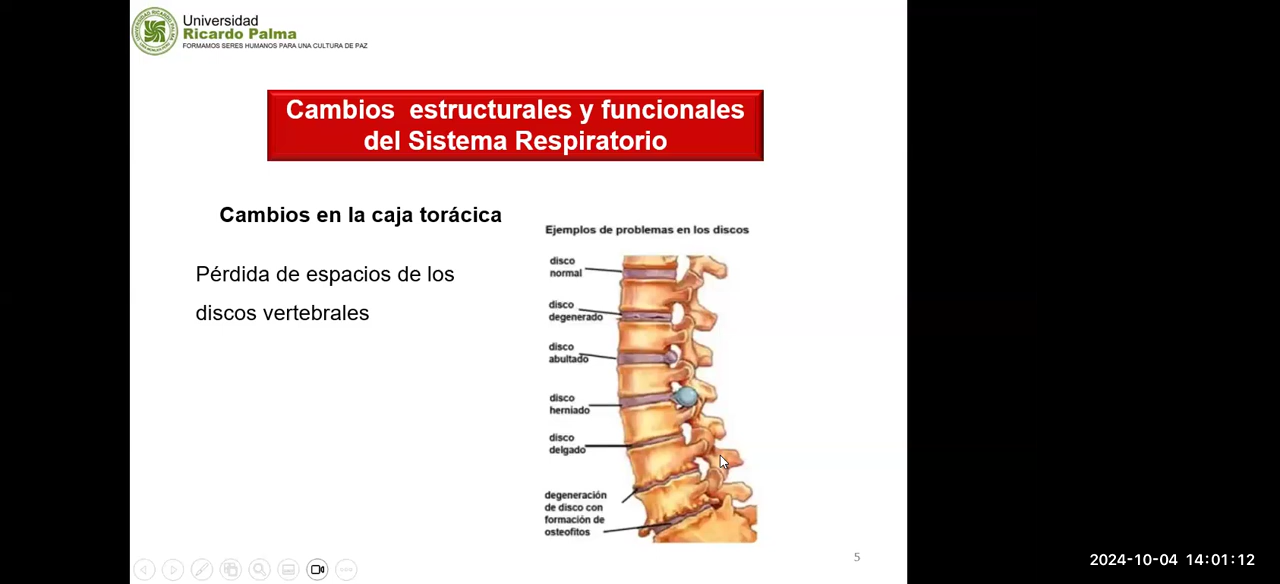 Universidad
Ricardo Palma
FORMAMOS SERES HUMANOS PARA UNA CULTURA DE PAZ
Cambios estructurales y funcionales
del Sistema Respiratorio
Cambios en la caja torácica
Pérdida de espacios de los
discos vertebrales
Ejemplos de problemas en los discos
disco
normal
disco
degenerado
disco
abultado
disco
herniado
disco
delgado
degeneración
de disco con
formación de
osteofitos
5
2024-10-04 14:01:12